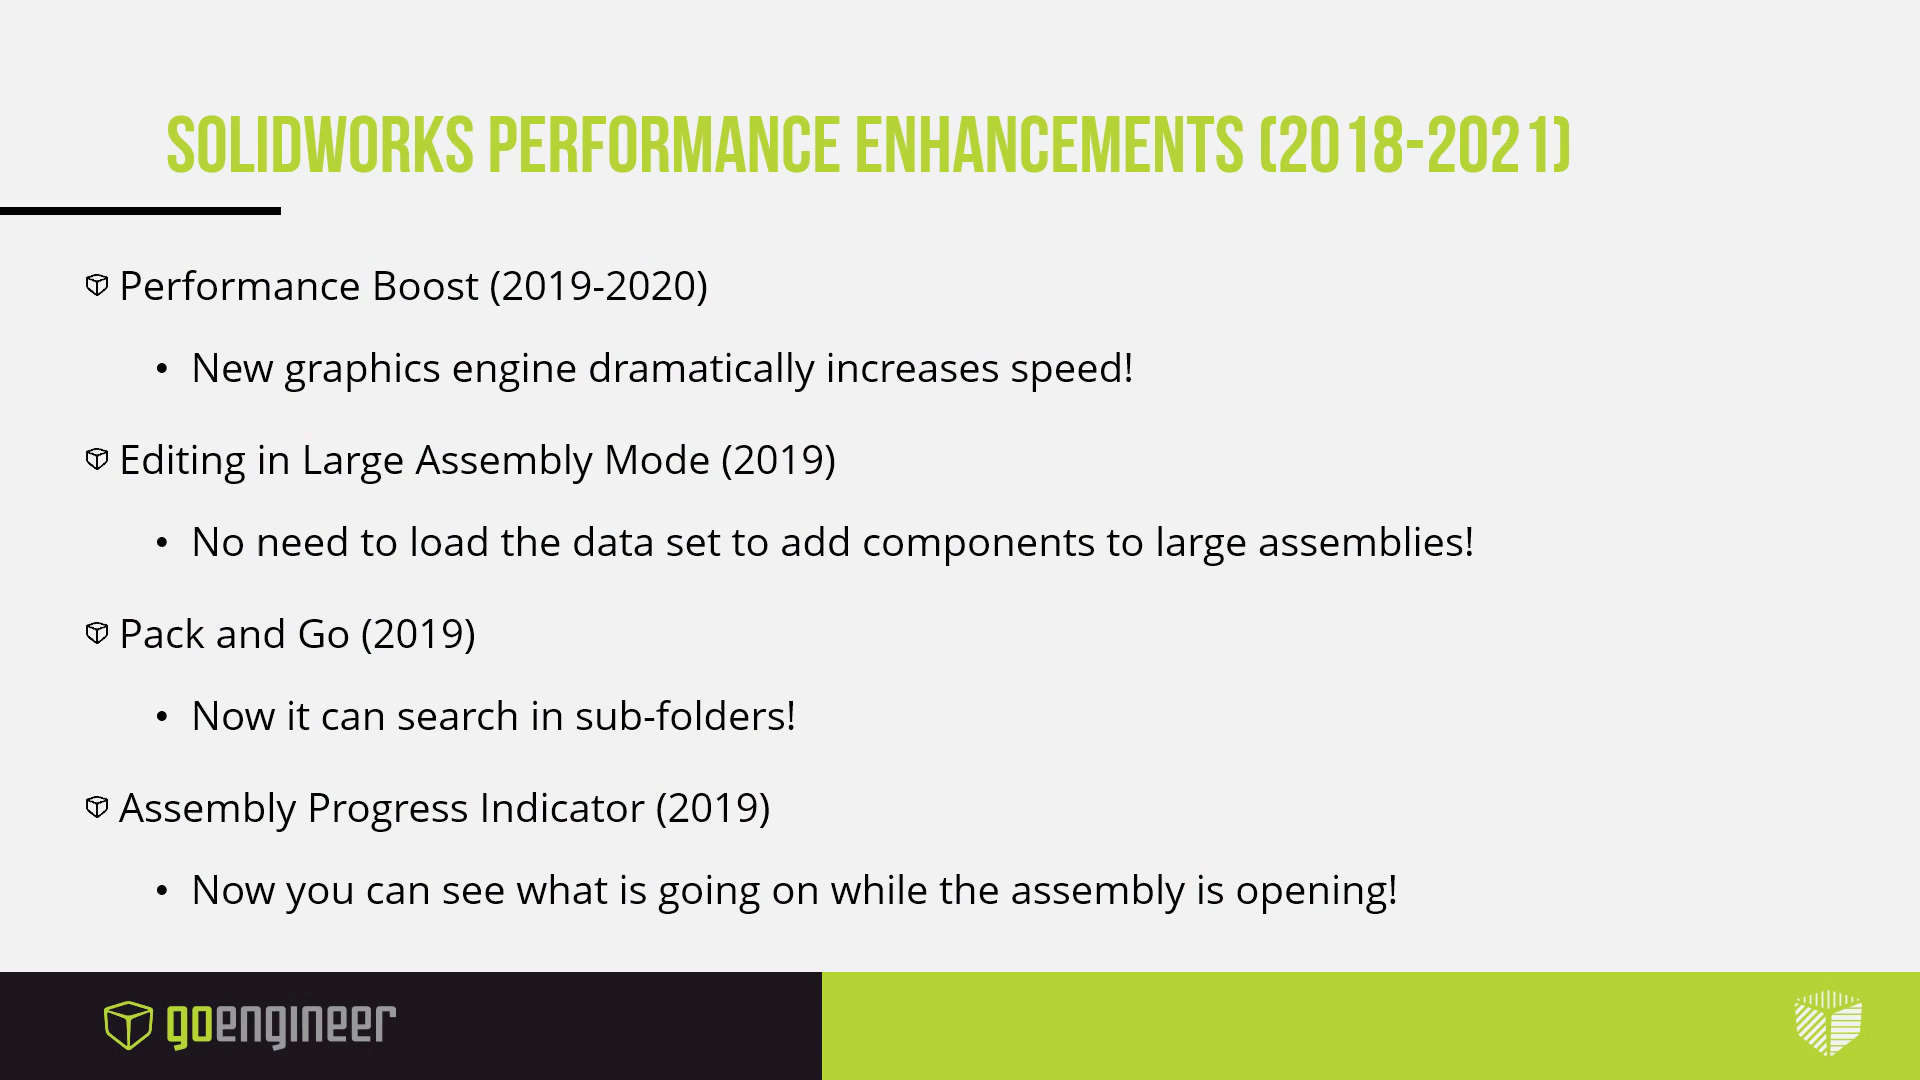 SOLIDWORKS PERFORMANCE ENHANCEMENTS (2018-2021)
Performance Boost (2019-2020)
• New graphics engine dramatically increases speed!
Editing in Large Assembly Mode (2019)
• No need to load the data set to add components to large assemblies!
Pack and Go (2019)
• Now it can search in sub-folders!
Assembly Progress Indicator (2019)
• Now you can see what is going on while the assembly is opening!
goengineer